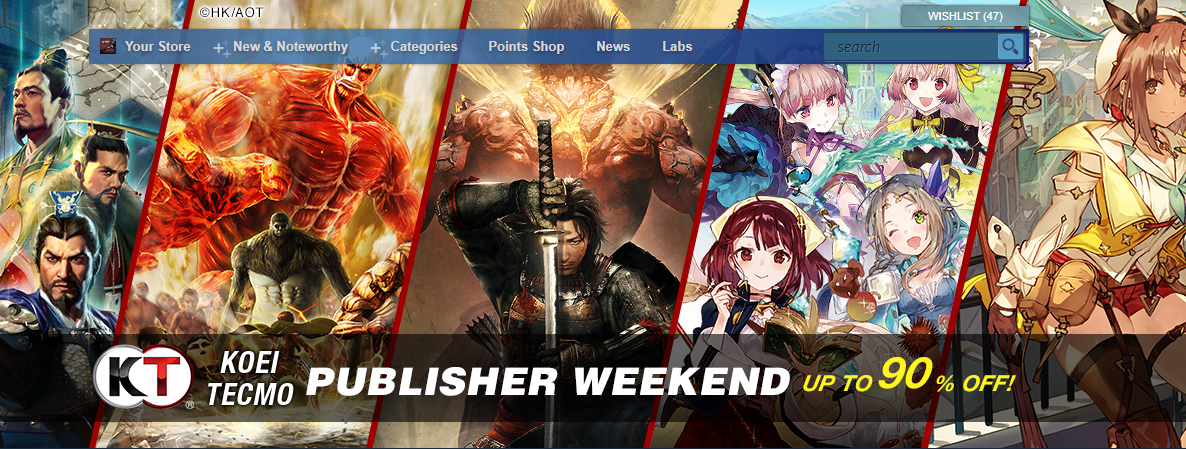 ©HK/AOT
WISHLIST (47)
Your Store New & Noteworthy Categories Points Shop News Labs search
KT ® KOEI TECMO PUBLISHER WEEKEND UP TO 90% OFF!